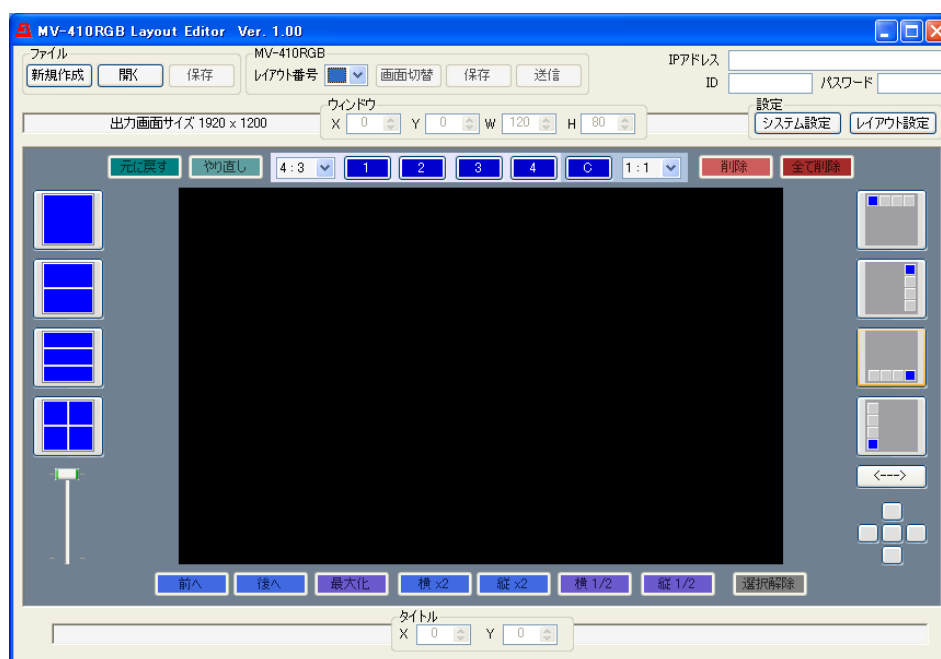 MV-410RGB Layout Editor Ver. 1.00
ファイル
新規作成 開く 保存
MV-410RGB
レイアウト番号 画面切替 保存 送信
IPアドレス
ID パスワード
出力画面サイズ 1920 × 1200
ウィンドウ
X 0 Y 0 W 120 H 80
設定
システム設定 レイアウト設定
元に戻す やり直し 4:3 1 2 3 4 C 1:1 削除 全て削除
<--->
前へ 後へ 最大化 横 x2 縦 x2 横 1/2 縦 1/2 選択解除
タイトル
X 0 Y 0